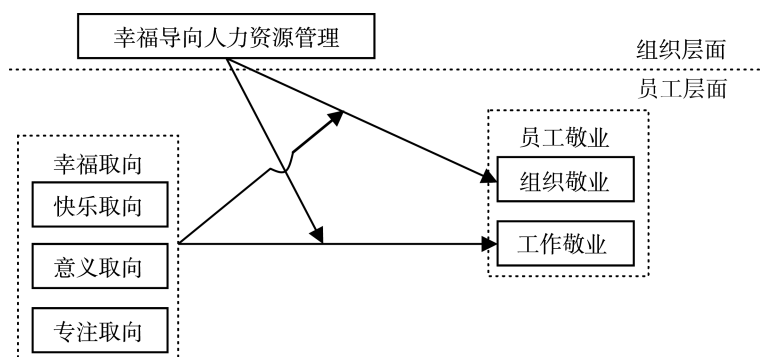 幸福导向人力资源管理
组织层面
员工层面
员工敬业
幸福取向
组织敬业
快乐取向
工作敬业
意义取向
专注取向